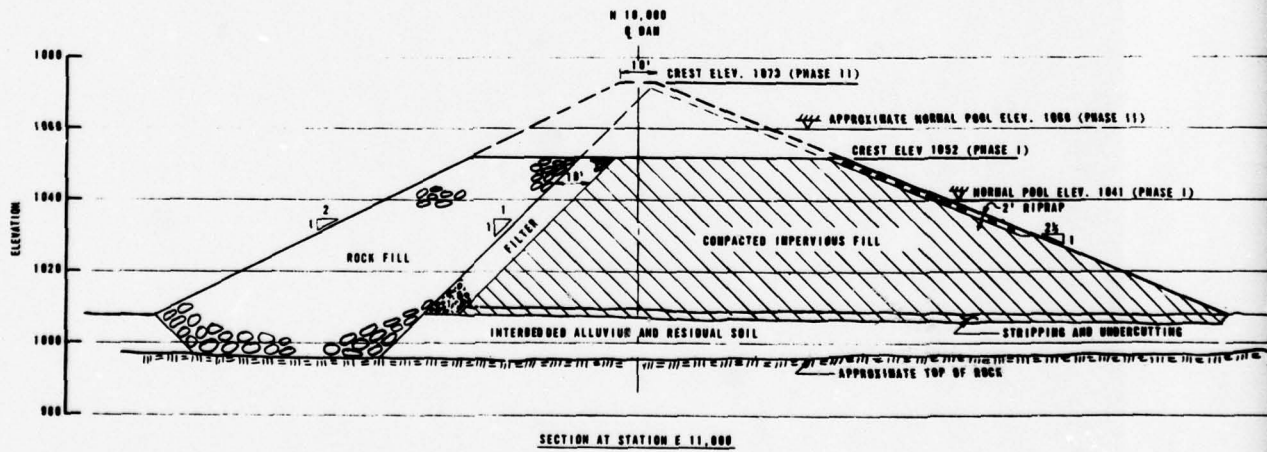 N 10,000
℄ DAM
1080
1060
1040
1020
1000
980
ELEVATION
10'
CREST ELEV. 1073 (PHASE II)
APPROXIMATE NORMAL POOL ELEV. 1060 (PHASE II)
CREST ELEV 1052 (PHASE I)
NORMAL POOL ELEV. 1041 (PHASE I)
2' RIPRAP
2½
1
10'
2
1
1
1
FILTER
ROCK FILL
COMPACTED IMPERVIOUS FILL
INTERBEDDED ALLUVIUM AND RESIDUAL SOIL
STRIPPING AND UNDERCUTTING
APPROXIMATE TOP OF ROCK
SECTION AT STATION E 11,000